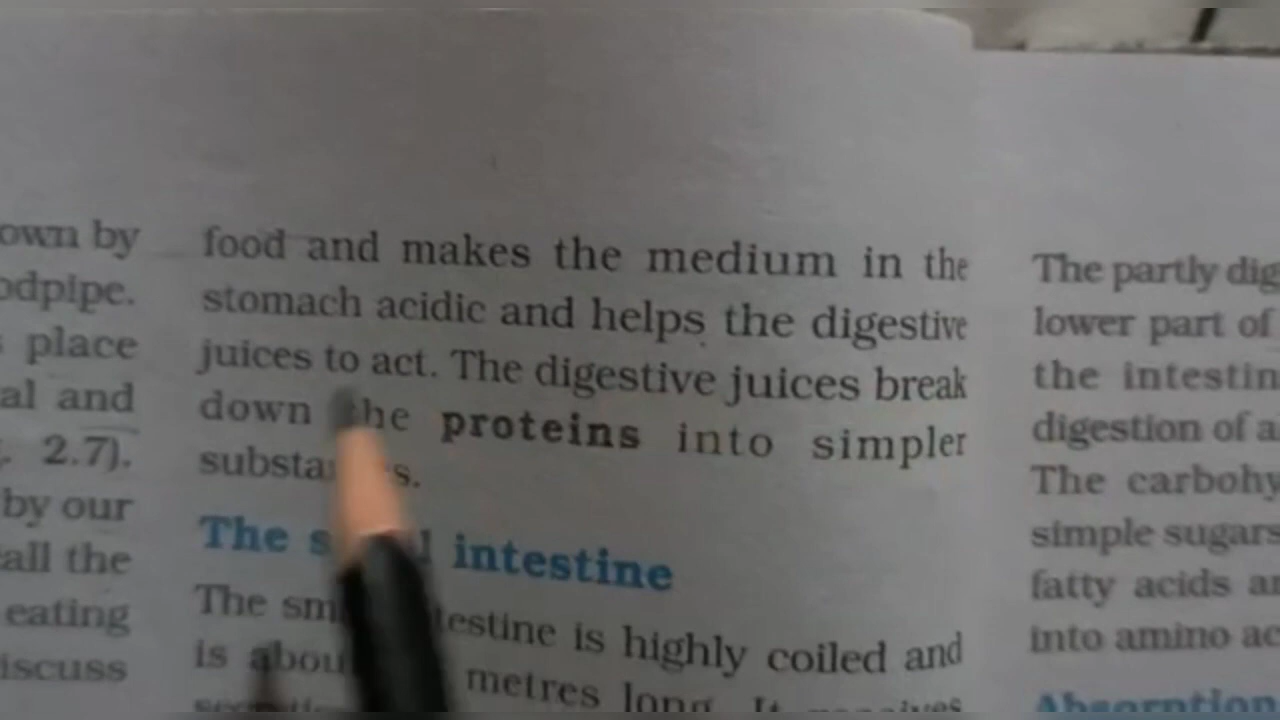 own by
odpipe.
place
al and
2.7).
by our
all the
eating
iscuss
food and makes the medium in the
stomach acidic and helps the digestive
juices to act. The digestive juices break
down the proteins into simpler
The intestine
The is highly coiled and
is metres long. It
The partly dig
lower part of
the intestin
digestion of a
The carbohy
simple sugars
fatty acids a
into amino ac
Absorption